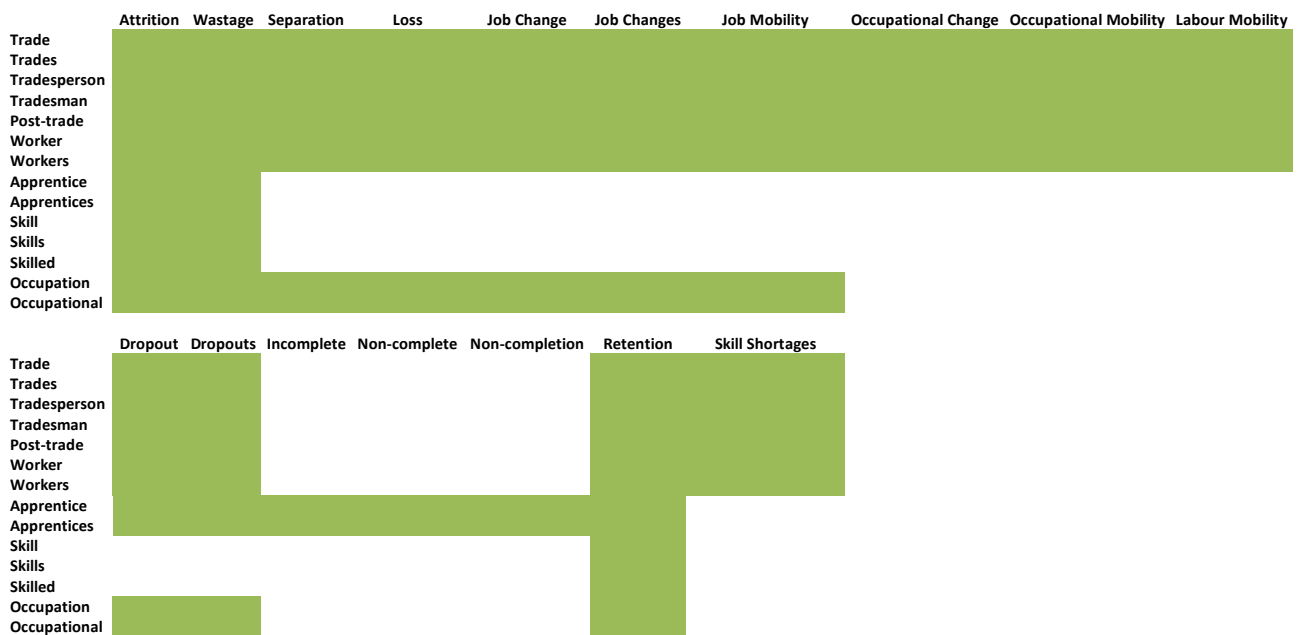 Attrition Wastage Separation Loss Job Change Job Changes Job Mobility Occupational Change Occupational Mobility Labour Mobility
Trade
Trades
Tradesperson
Tradesman
Post-trade
Worker
Workers
Apprentice
Apprentices
Skill
Skills
Skilled
Occupation
Occupational
Dropout Dropouts Incomplete Non-complete Non-completion Retention Skill Shortages
Trade
Trades
Tradesperson
Tradesman
Post-trade
Worker
Workers
Apprentice
Apprentices
Skill
Skills
Skilled
Occupation
Occupational